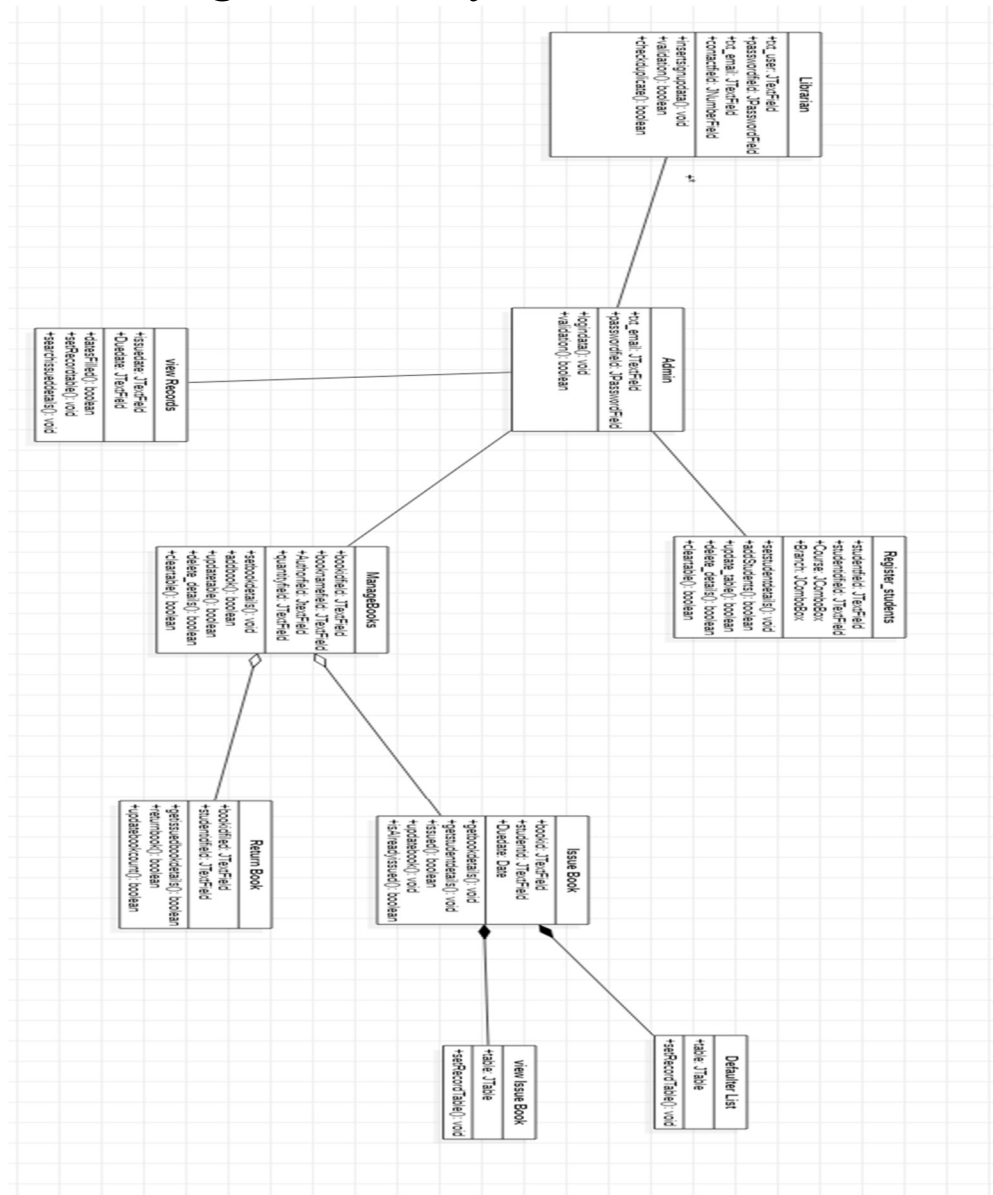 Librarian
+txt_user: JTextField
+passwordfield: JPasswordField
+txt_email: JTextField
+contactfield: JNumberField
+insertsignupdata(): void
+validation(): boolean
+checkduplicate(): boolean
+*
Admin
+txt_email: JTextField
+passwordfield: JPasswordField
+logindata(): void
+validation(): boolean
view Records
+issuedate: JTextField
+Duedate: JTextField
+datesFilled(): boolean
+setRecordtable(): void
+searchissueddetails(): void
Register_students
+studentfield: JTextField
+studentidfield: JTextField
+Course: JComboBox
+Branch: JComboBox
+setstudentdetails(): void
+addStudents(): boolean
+update_table(): boolean
+delete_details(): boolean
+cleartable(): boolean
ManageBooks
+bookidfield: JTextField
+booknamefield: JTextField
+Authorfield: JtextField
+quantityfield: JTextField
+setbookdetails(): void
+addbook(): boolean
+updatetable(): boolean
+delete_details(): boolean
+cleartable(): boolean
Issue Book
+bookid: JTextField
+studentid: JTextField
+Duedate: Date
+getbookdetails(): void
+getstudentdetails(): void
+issued(): boolean
+updatebook(): void
+isAlreadyissued(): boolean
Return Book
+bookidfiled: JTextField
+studentidfield: JTextField
+getissuedbookdetails(): boolean
+returnbook(): boolean
+updatebookcount(): boolean
Defaulter List
+table: JTable
+setRecordTable(): void
view Issue Book
+table: JTable
+setRecordTable(): void